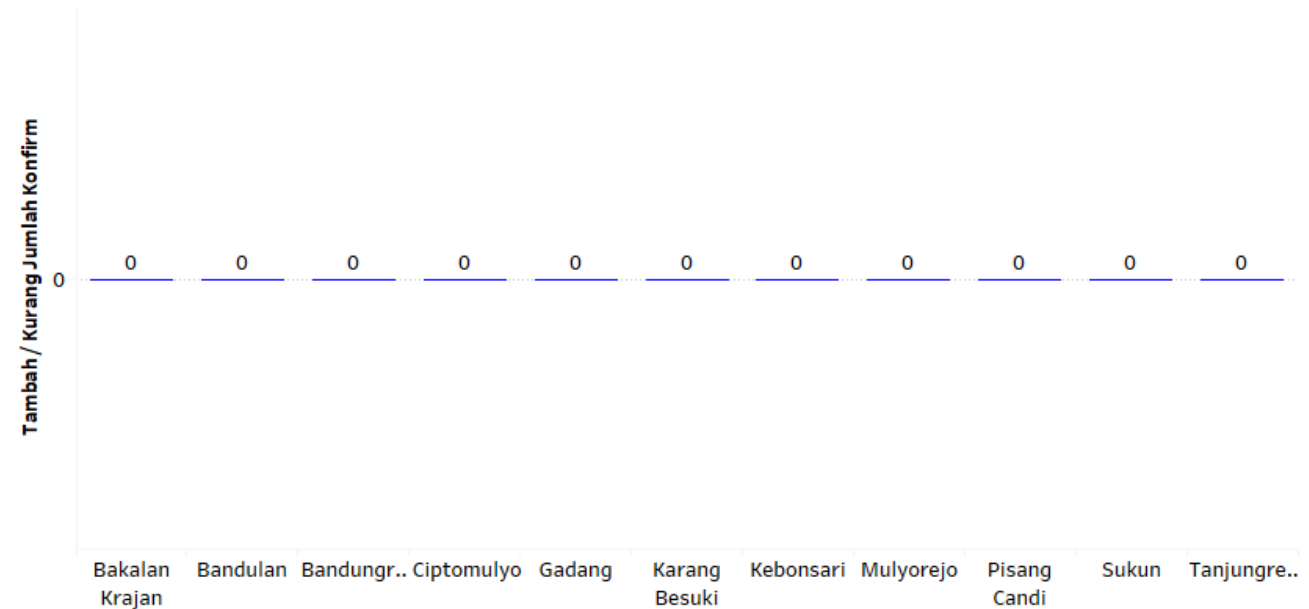 Tambah / Kurang Jumlah Konfirm
0 0 0 0 0 0 0 0 0 0 0
0
Bakalan Krajan
Bandulan
Bandungr..
Ciptomulyo
Gadang
Karang Besuki
Kebonsari
Mulyorejo
Pisang Candi
Sukun
Tanjungre..